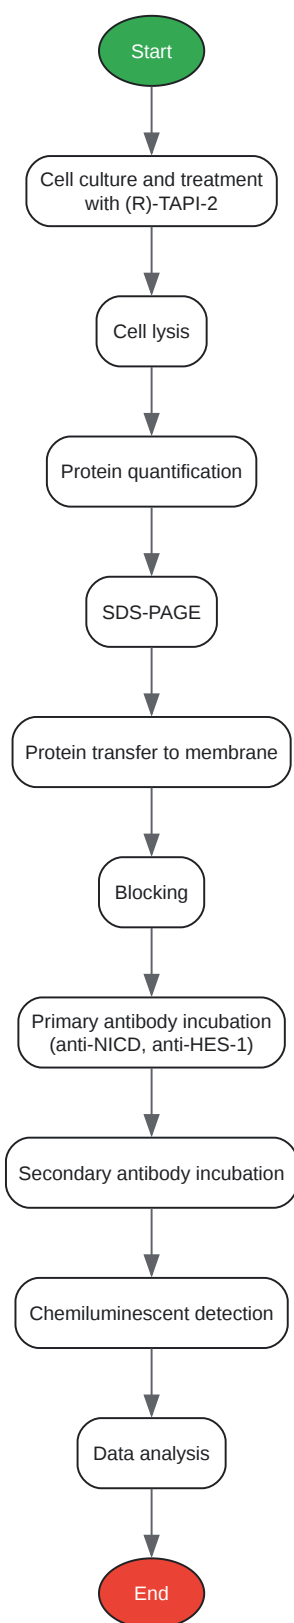 Start
Cell culture and treatment
with (R)-TAPI-2
Cell lysis
Protein quantification
SDS-PAGE
Protein transfer to membrane
Blocking
Primary antibody incubation
(anti-NICD, anti-HES-1)
Secondary antibody incubation
Chemiluminescent detection
Data analysis
End